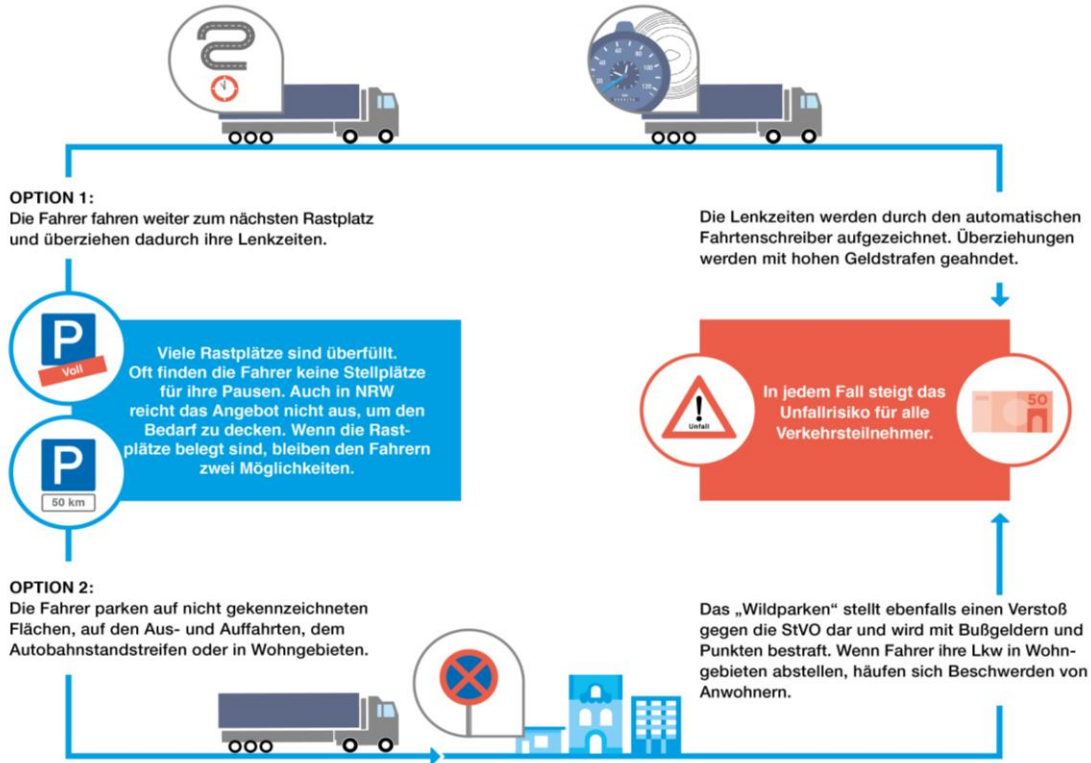 OPTION 1:
Die Fahrer fahren weiter zum nächsten Rastplatz
und überziehen dadurch ihre Lenkzeiten.
Die Lenkzeiten werden durch den automatischen
Fahrtenschreiber aufgezeichnet. Überziehungen
werden mit hohen Geldstrafen geahndet.
P
Voll
P
50 km
Viele Rastplätze sind überfüllt.
Oft finden die Fahrer keine Stellplätze
für ihre Pausen. Auch in NRW
reicht das Angebot nicht aus, um den
Bedarf zu decken. Wenn die Rast-
plätze belegt sind, bleiben den Fahrern
zwei Möglichkeiten.
Unfall
In jedem Fall steigt das
Unfallrisiko für alle
Verkehrsteilnehmer.
50
OPTION 2:
Die Fahrer parken auf nicht gekennzeichneten
Flächen, auf den Aus- und Auffahrten, dem
Autobahnstandstreifen oder in Wohngebieten.
Das „Wildparken“ stellt ebenfalls einen Verstoß
gegen die StVO dar und wird mit Bußgeldern und
Punkten bestraft. Wenn Fahrer ihre Lkw in Wohn-
gebieten abstellen, häufen sich Beschwerden von
Anwohnern.